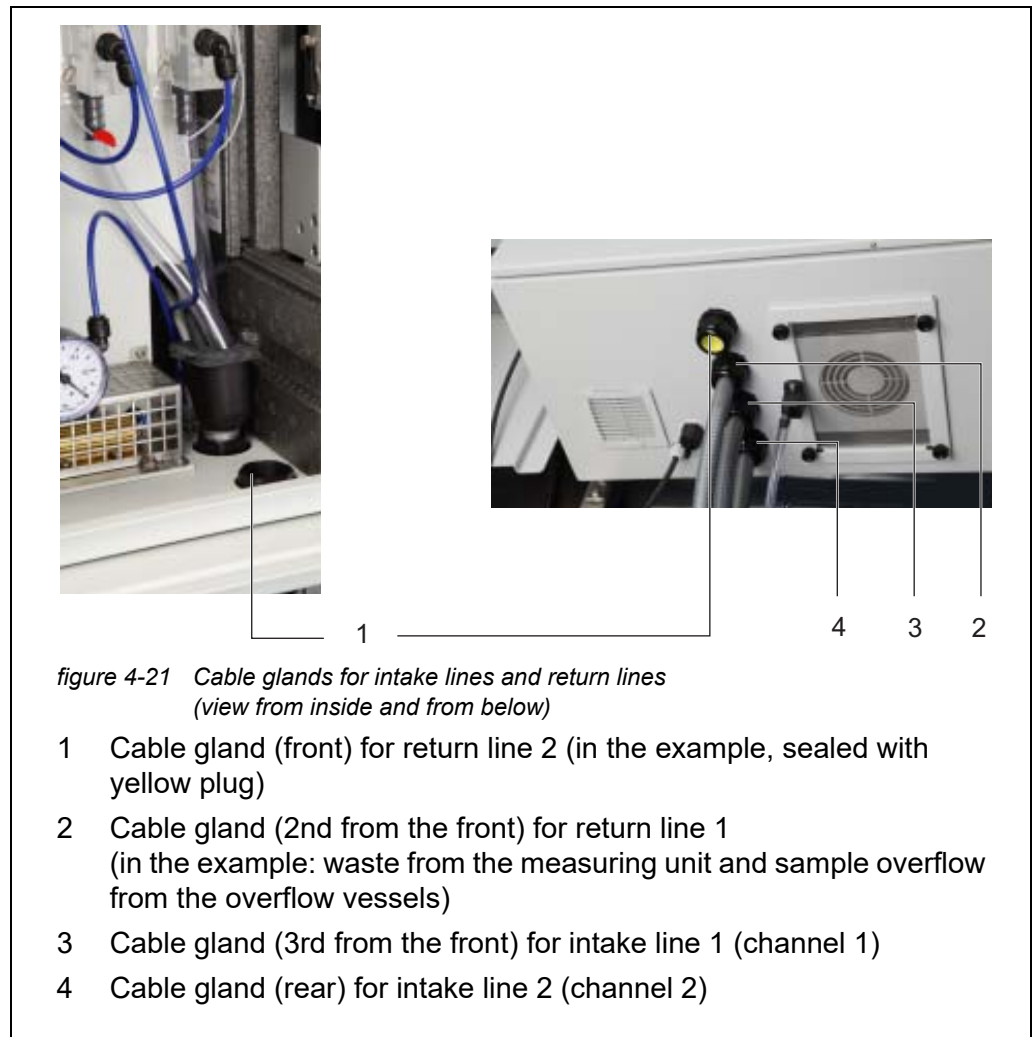 1
4
3
2
figure 4-21 Cable glands for intake lines and return lines
(view from inside and from below)
1 Cable gland (front) for return line 2 (in the example, sealed with
yellow plug)
2 Cable gland (2nd from the front) for return line 1
(in the example: waste from the measuring unit and sample overflow
from the overflow vessels)
3 Cable gland (3rd from the front) for intake line 1 (channel 1)
4 Cable gland (rear) for intake line 2 (channel 2)